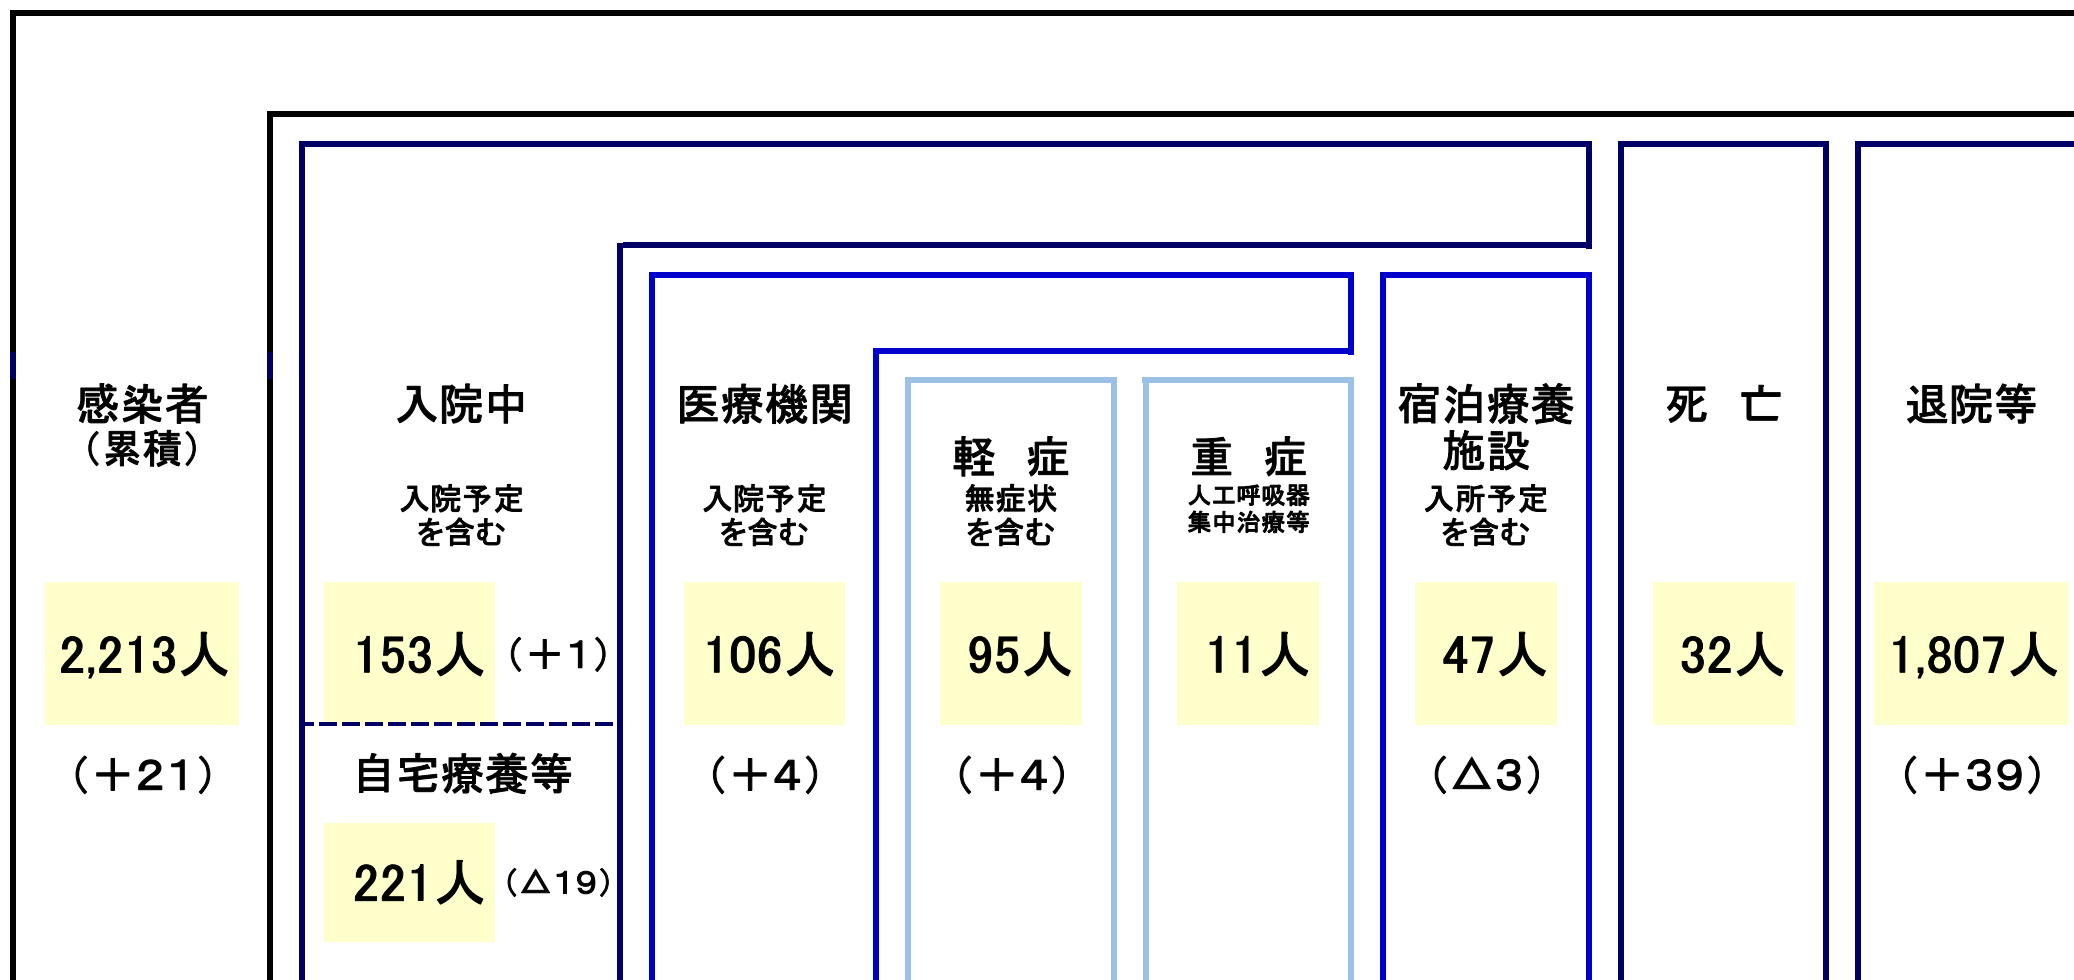 感染者
（累積）
2,213人
（＋21）
入院中
入院予定
を含む
153人（＋1）
自宅療養等
221人（△19）
医療機関
入院予定
を含む
106人
（＋4）
軽　症
無症状
を含む
95人
（＋4）
重　症
人工呼吸器
集中治療等
11人
宿泊療養
施設
入所予定
を含む
47人
（△3）
死　亡
32人
退院等
1,807人
（＋39）